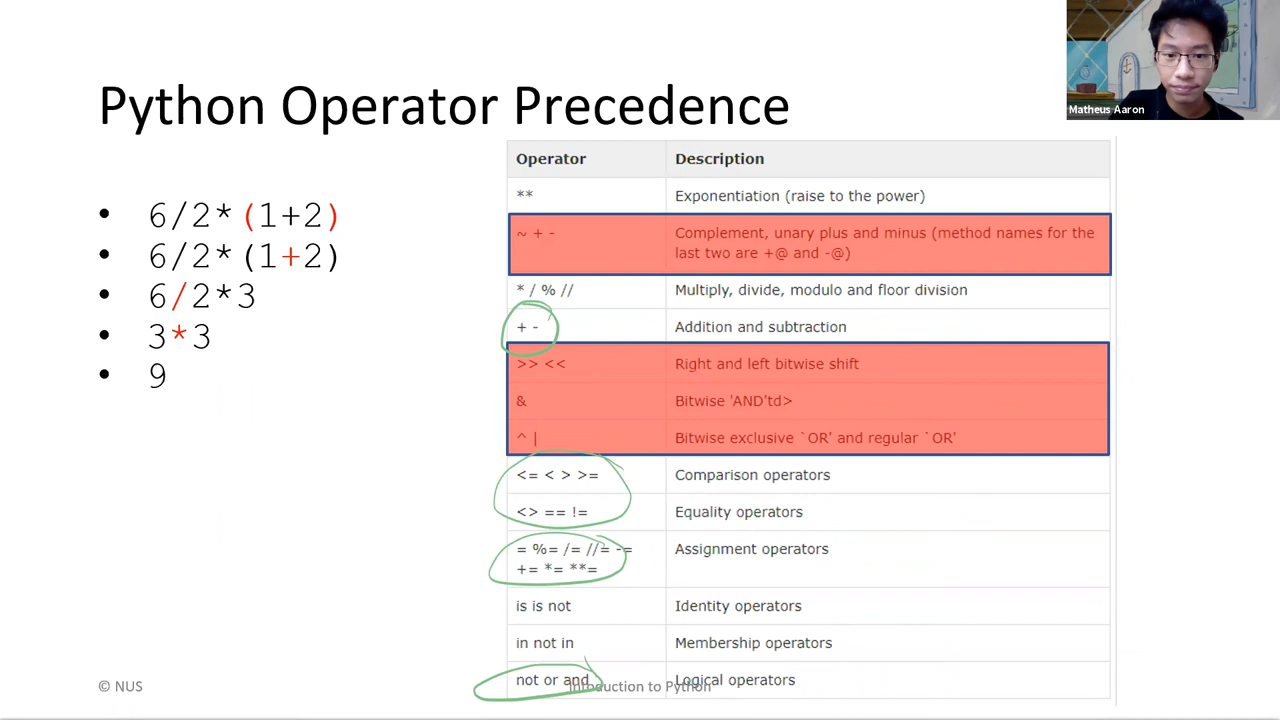 Matheus Aaron
Python Operator Precedence
• 6/2*(1+2)
• 6/2*(1+2)
• 6/2*3
• 3*3
• 9
Operator Description
** Exponentiation (raise to the power)
~ + - Complement, unary plus and minus (method names for the
last two are +@ and -@)
* / % // Multiply, divide, modulo and floor division
+ - Addition and subtraction
>> << Right and left bitwise shift
& Bitwise 'AND'td>
^ | Bitwise exclusive `OR' and regular `OR'
<= < > >= Comparison operators
<> == != Equality operators
= %= /= //= -= Assignment operators
+= *= **=
is is not Identity operators
in not in Membership operators
not or and Logical operators
© NUS
Introduction to Python